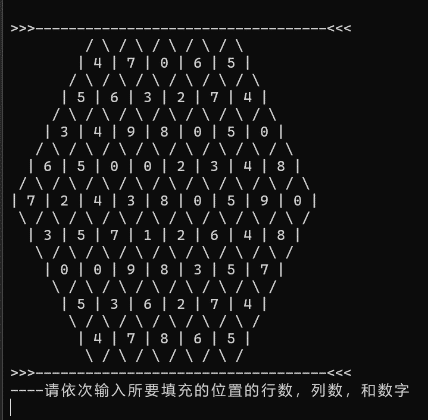 >>>---------------------------------<<<
/ \ / \ / \ / \ / \
| 4 | 7 | 0 | 6 | 5 |
/ \ / \ / \ / \ / \ / \
| 5 | 6 | 3 | 2 | 7 | 4 |
/ \ / \ / \ / \ / \ / \ / \
| 3 | 4 | 9 | 8 | 0 | 5 | 0 |
/ \ / \ / \ / \ / \ / \ / \ / \
| 6 | 5 | 0 | 0 | 2 | 3 | 4 | 8 |
/ \ / \ / \ / \ / \ / \ / \ / \ / \
| 7 | 2 | 4 | 3 | 8 | 0 | 5 | 9 | 0 |
\ / \ / \ / \ / \ / \ / \ / \ / \ /
| 3 | 5 | 7 | 1 | 2 | 6 | 4 | 8 |
\ / \ / \ / \ / \ / \ / \ / \ /
| 0 | 0 | 9 | 8 | 3 | 5 | 7 |
\ / \ / \ / \ / \ / \ / \ /
| 5 | 3 | 6 | 2 | 7 | 4 |
\ / \ / \ / \ / \ / \ /
| 4 | 7 | 8 | 6 | 5 |
\ / \ / \ / \ / \ /
>>>---------------------------------<<<
----请依次输入所要填充的位置的行数，列数，和数字